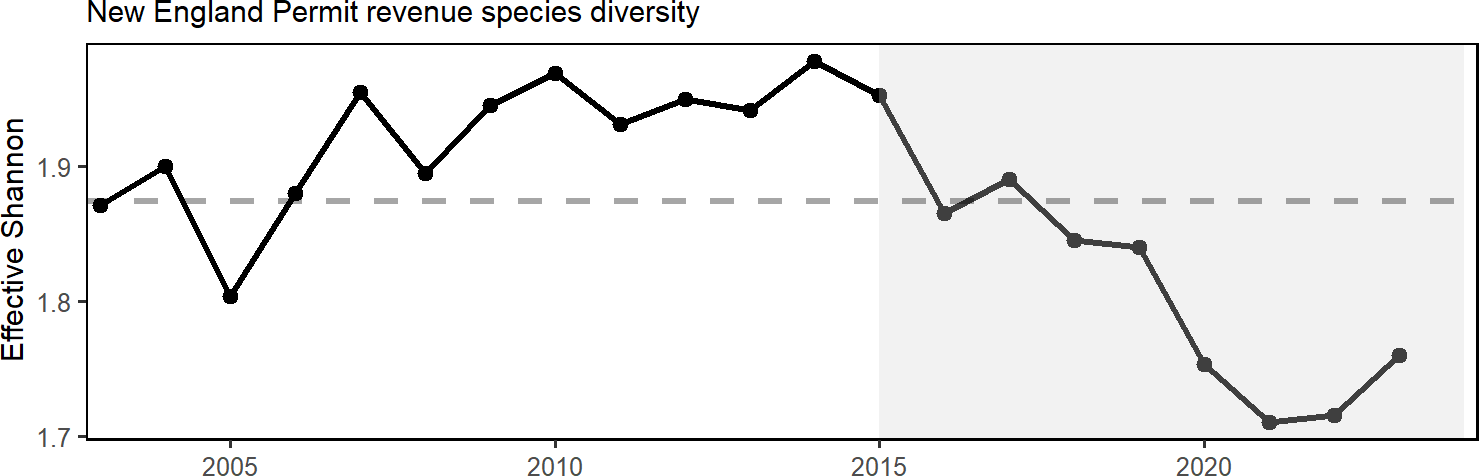 New England Permit revenue species diversity
Effective Shannon
1.9
1.8
1.7
2005 2010 2015 2020